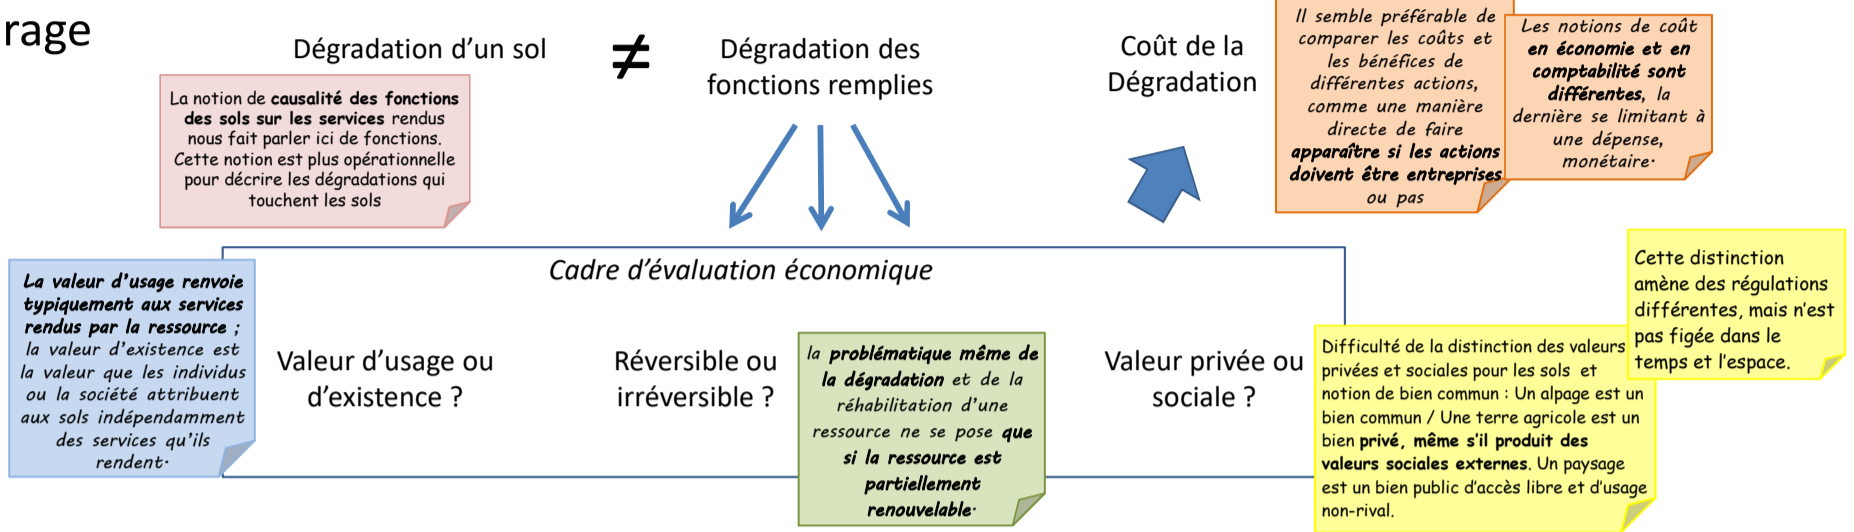 rage
Dégradation d'un sol
≠
Dégradation des
fonctions remplies
Coût de la
Dégradation
Il semble préférable de
comparer les coûts et
les bénéfices de
différentes actions,
comme une manière
directe de faire
apparaître si les actions
doivent être entreprises
ou pas
Les notions de coût
en économie et en
comptabilité sont
différentes, la
dernière se limitant à
une dépense,
monétaire.
La notion de causalité des fonctions
des sols sur les services rendus
nous fait parler ici de fonctions.
Cette notion est plus opérationnelle
pour décrire les dégradations qui
touchent les sols
Cadre d'évaluation économique
La valeur d'usage renvoie
typiquement aux services
rendus par la ressource ;
la valeur d'existence est
la valeur que les individus
ou la société attribuent
aux sols indépendamment
des services qu'ils
rendent.
Valeur d'usage ou
d'existence ?
Réversible ou
irréversible ?
la problématique même de
la dégradation et de la
réhabilitation d'une
ressource ne se pose que
si la ressource est
partiellement
renouvelable.
Valeur privée ou
sociale ?
Difficulté de la distinction des valeurs
privées et sociales pour les sols et
notion de bien commun : Un alpage est un
bien commun / Une terre agricole est un
bien privé, même s'il produit des
valeurs sociales externes. Un paysage
est un bien public d'accès libre et d'usage
non-rival.
Cette distinction
amène des régulations
différentes, mais n'est
pas figée dans le
temps et l'espace.